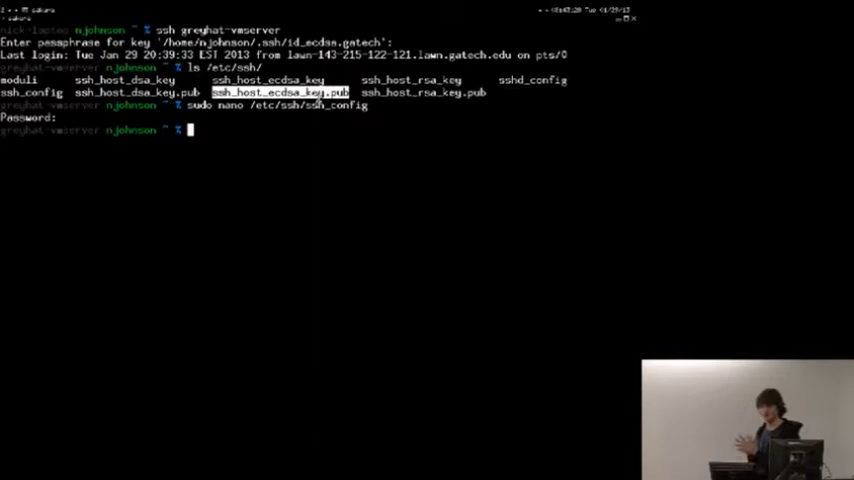 sakura
nick-laptop njohnson ~ % ssh greyhat-vmserver
Enter passphrase for key '/home/njohnson/.ssh/id_ecdsa.gatech':
Last login: Tue Jan 29 20:39:33 EST 2013 from lawn-143-215-122-121.lawn.gatech.edu on pts/0
greyhat-vmserver njohnson ~ % ls /etc/ssh/
moduli ssh_host_dsa_key ssh_host_ecdsa_key ssh_host_rsa_key sshd_config
ssh_config ssh_host_dsa_key.pub ssh_host_ecdsa_key.pub ssh_host_rsa_key.pub
greyhat-vmserver njohnson ~ % sudo nano /etc/ssh/ssh_config
Password:
greyhat-vmserver njohnson ~ %